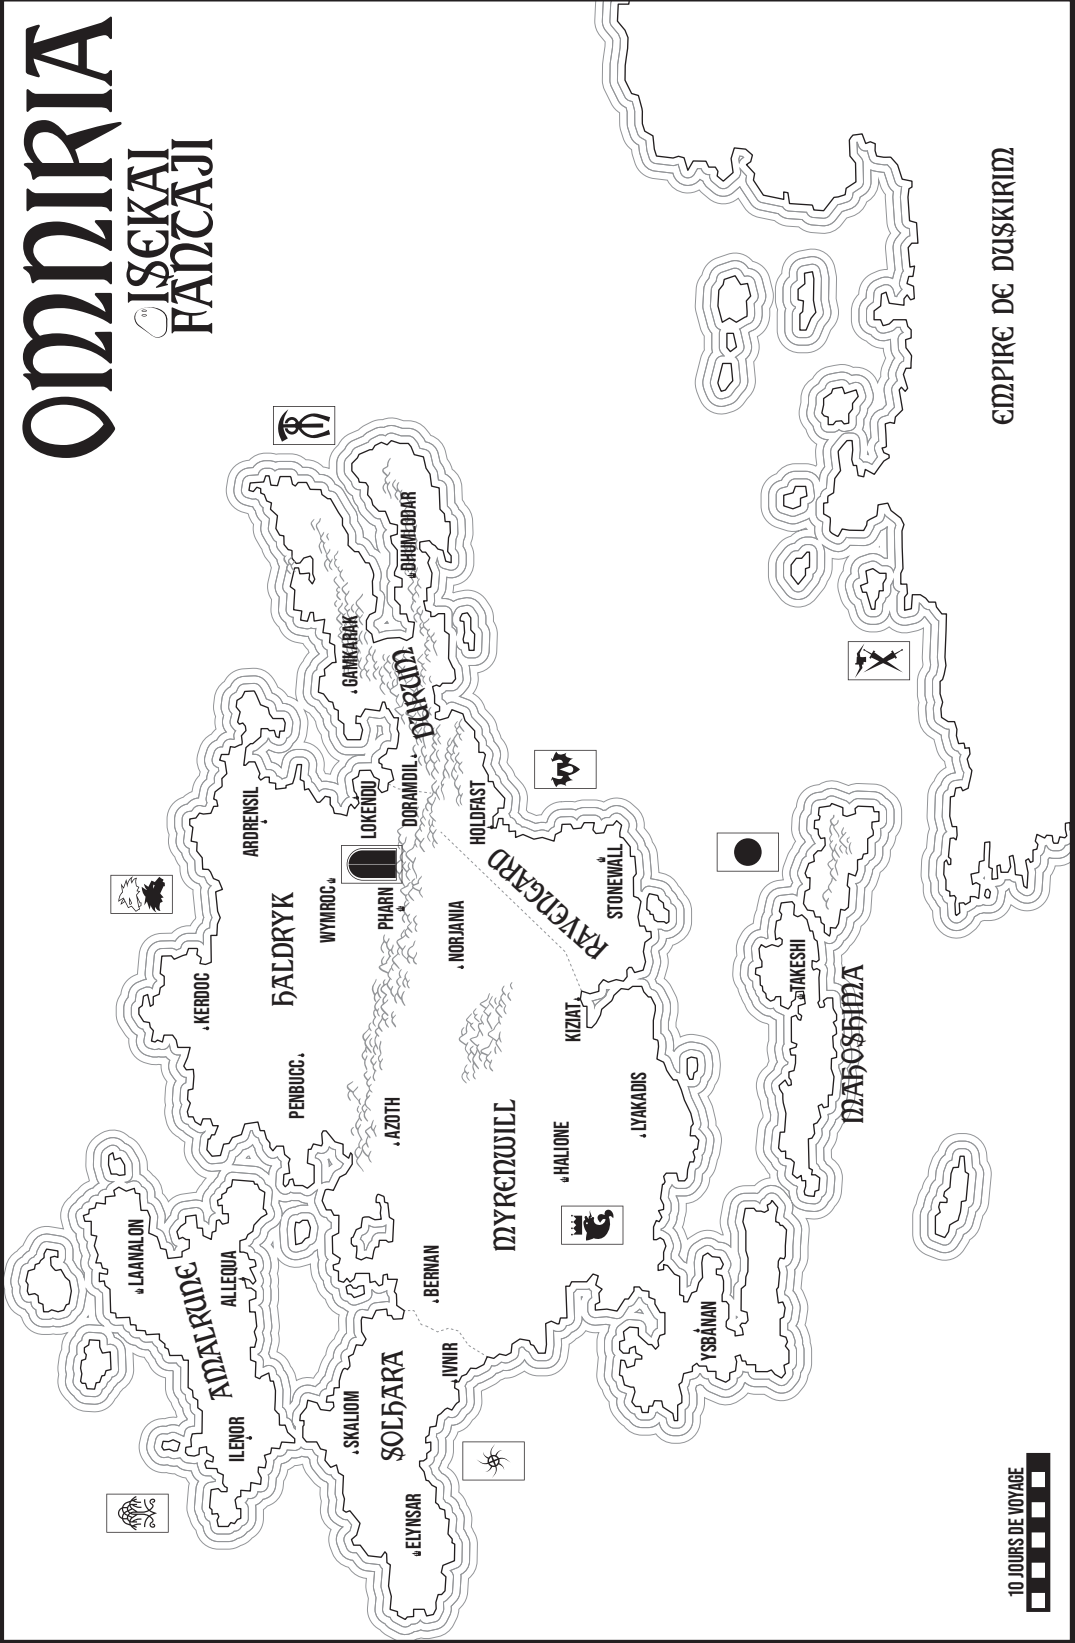 OMNIRIA
ISEKAI
FANTAJI
LAANALON
AMALRUNE
ALLEQUA
ILENOR
KERDOC
ARDRENSIL
HALDRYK
PENBUCC
WYMROC
LOKENDU
PHARN
DORAMDIL
GAMKARAK
DHUMLODAR
DURUM
HOLDFAST
RAVENGARD
STONEWALL
NORJANIA
KIZIAT
AZOTH
MYRENWILL
HALIONE
LYAKADIS
BERNAN
IVNIR
SKALIOM
SOLHARA
ELYNSAR
YSBÂNAN
TAKESHI
MAHOSHIMA
EMPIRE DE DUSKIRIM
10 JOURS DE VOYAGE